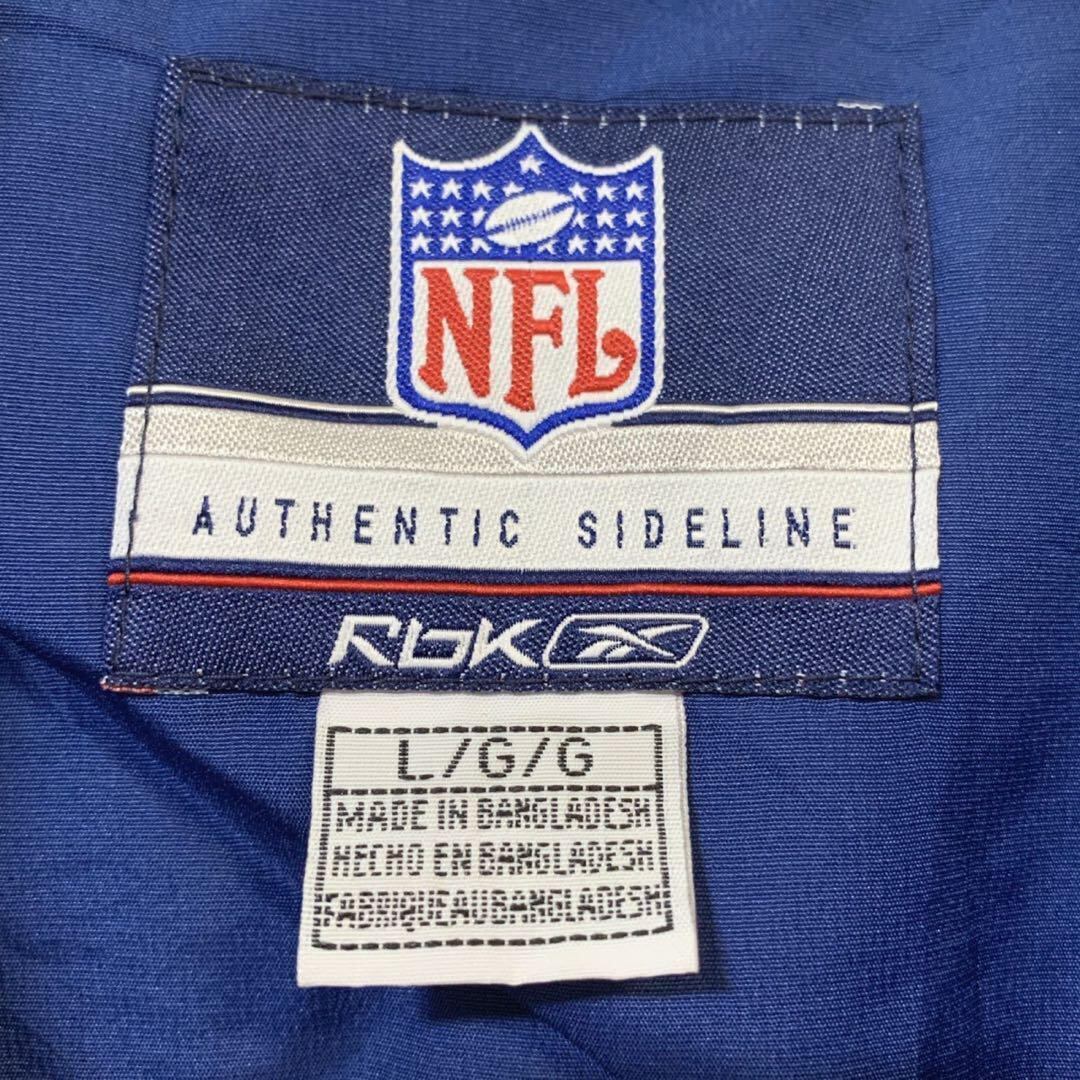 NFL
AUTHENTIC SIDELINE
RbK
L/G/G
MADE IN BANGLADESH
HECHO EN BANGLADESH
FABRIQUEAUBANGLADESH